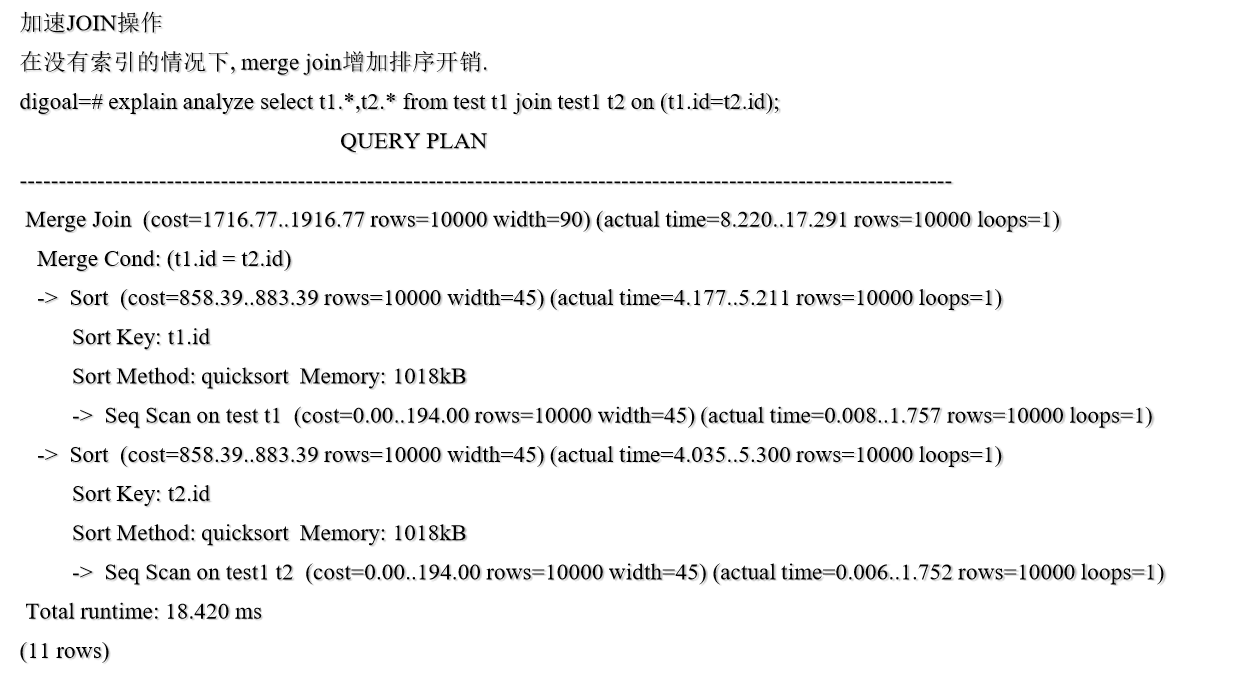 加速JOIN操作
在没有索引的情况下, merge join增加排序开销.
digoal=# explain analyze select t1.*,t2.* from test t1 join test1 t2 on (t1.id=t2.id);
QUERY PLAN
------------------------------------------------------------------------------------------------------------------------
Merge Join  (cost=1716.77..1916.77 rows=10000 width=90) (actual time=8.220..17.291 rows=10000 loops=1)
Merge Cond: (t1.id = t2.id)
->  Sort  (cost=858.39..883.39 rows=10000 width=45) (actual time=4.177..5.211 rows=10000 loops=1)
Sort Key: t1.id
Sort Method: quicksort  Memory: 1018kB
->  Seq Scan on test t1  (cost=0.00..194.00 rows=10000 width=45) (actual time=0.008..1.757 rows=10000 loops=1)
->  Sort  (cost=858.39..883.39 rows=10000 width=45) (actual time=4.035..5.300 rows=10000 loops=1)
Sort Key: t2.id
Sort Method: quicksort  Memory: 1018kB
->  Seq Scan on test1 t2  (cost=0.00..194.00 rows=10000 width=45) (actual time=0.006..1.752 rows=10000 loops=1)
Total runtime: 18.420 ms
(11 rows)